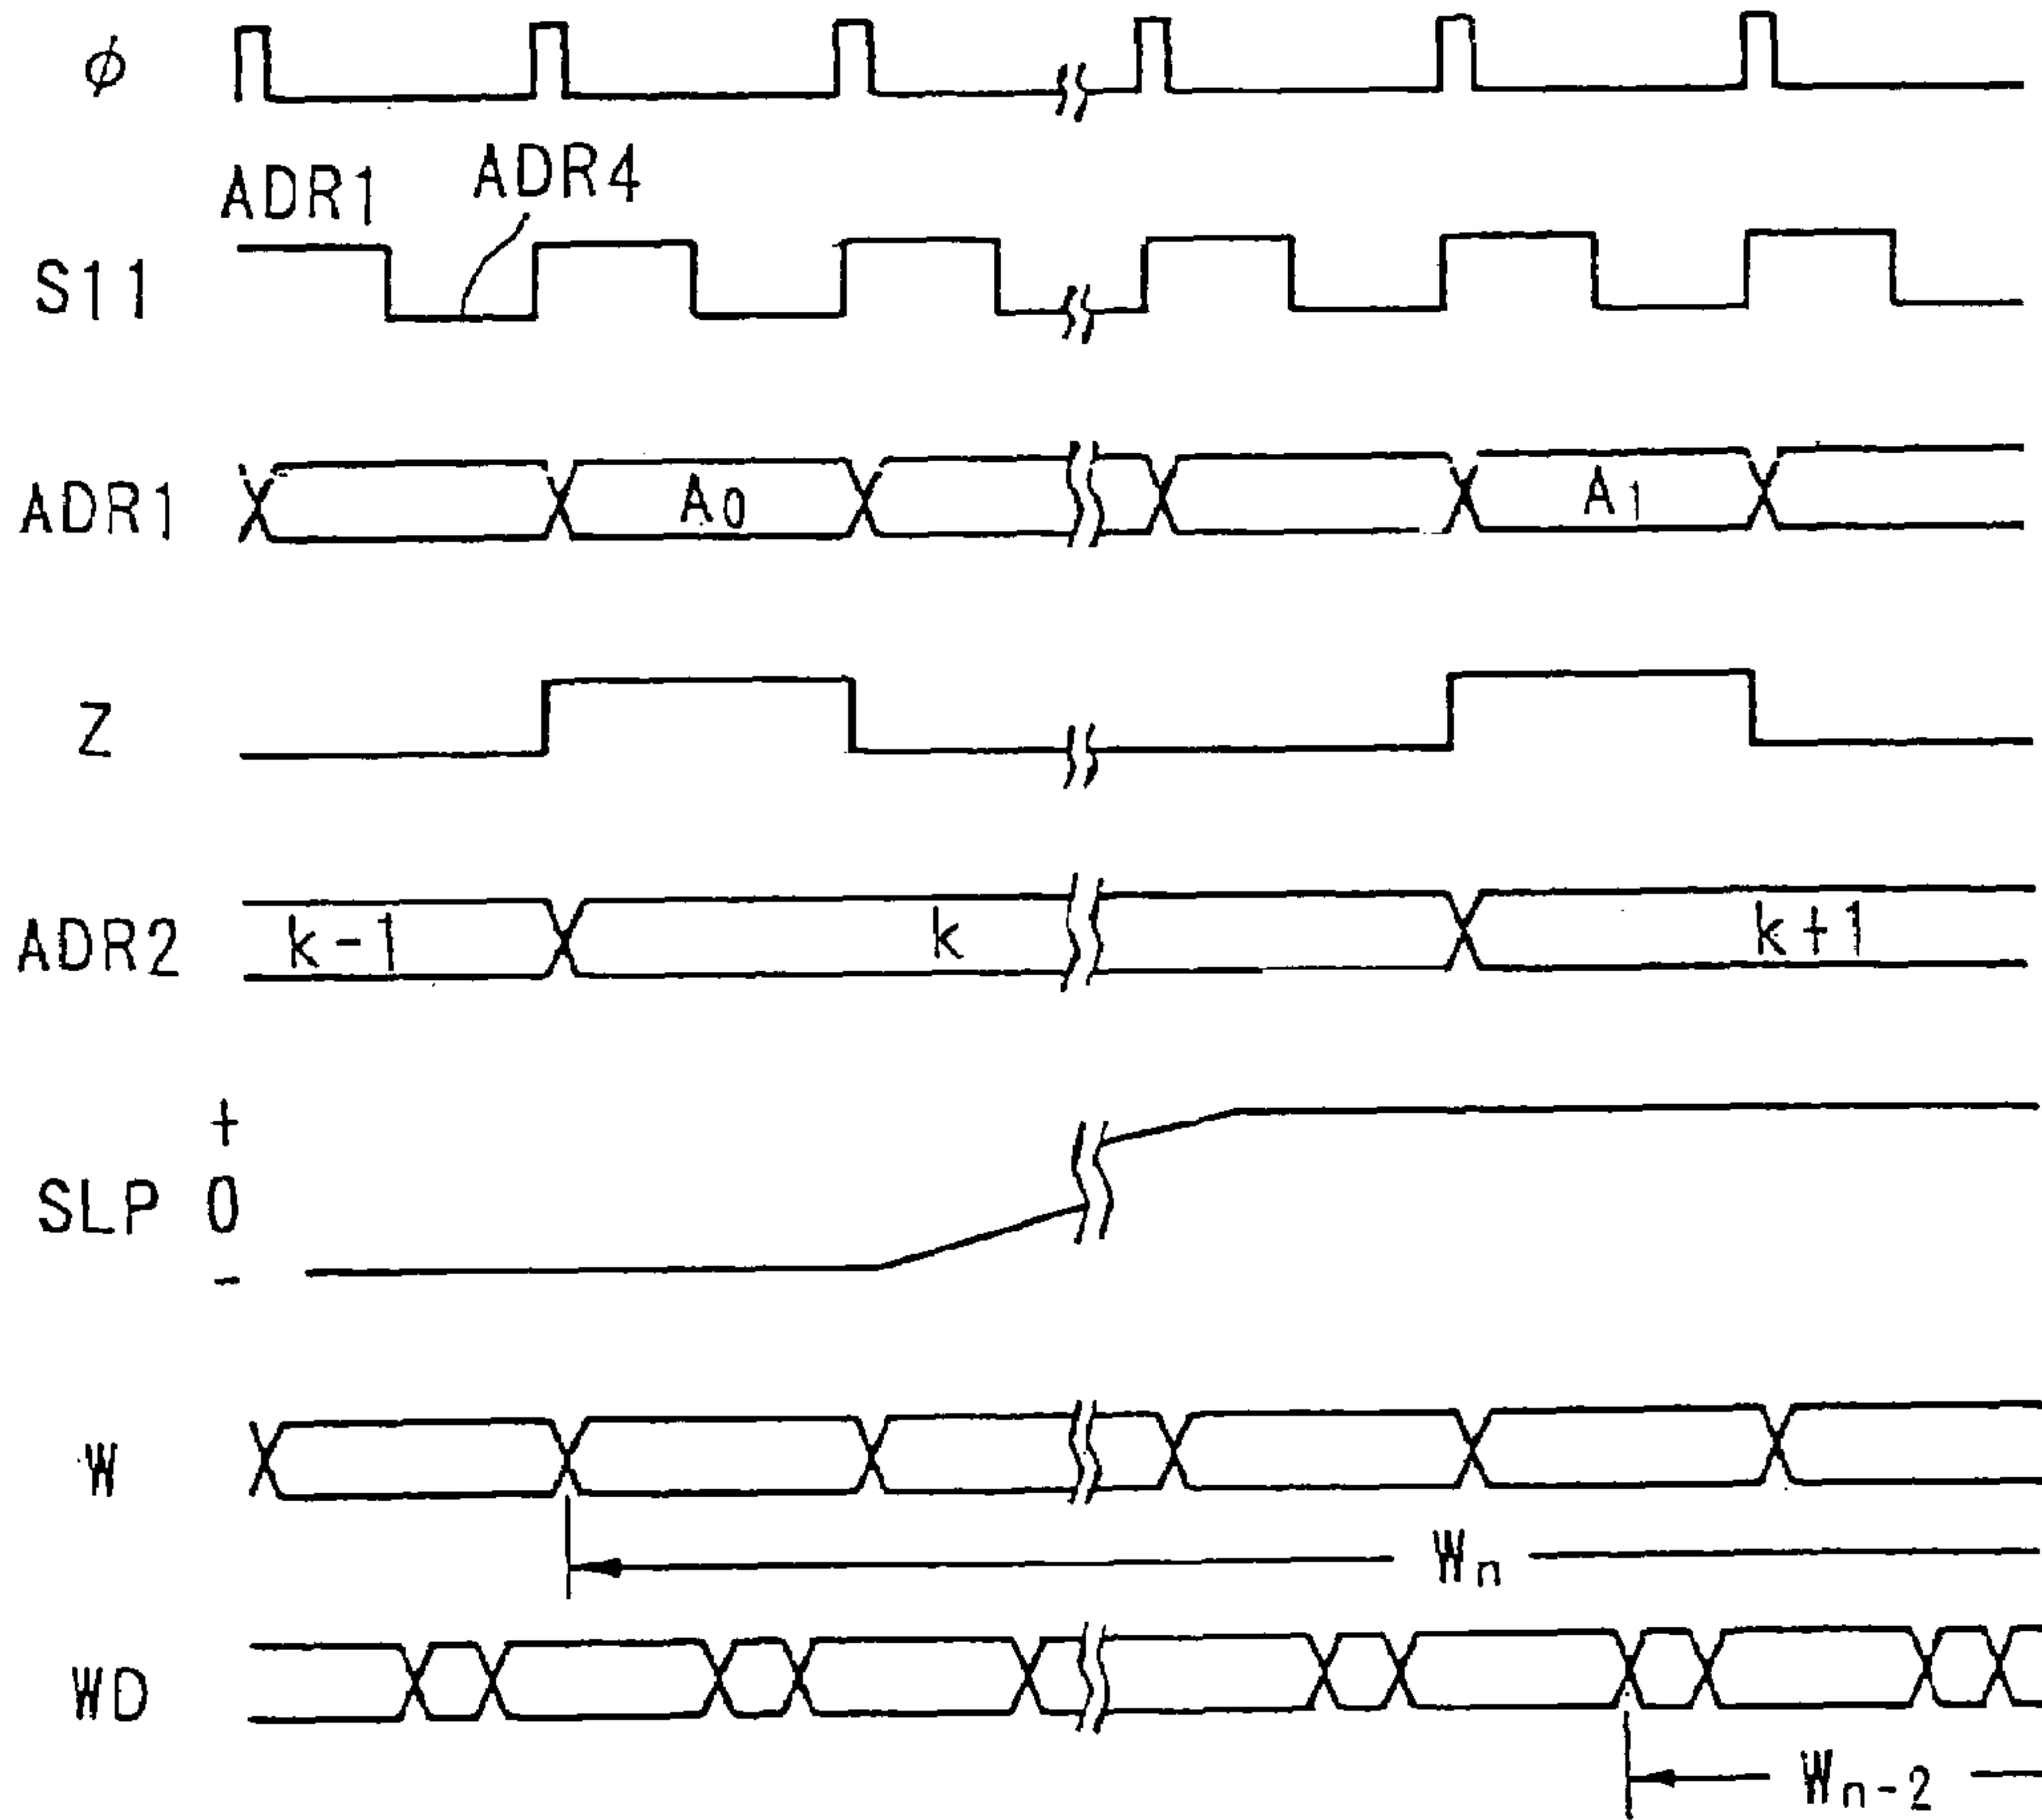 ϕ
ADR1 ADR4
S11
ADR1 A0 A1
Z
ADR2 k-1 k k+1
+
SLP 0
-
W
Wn
WD
Wn-2